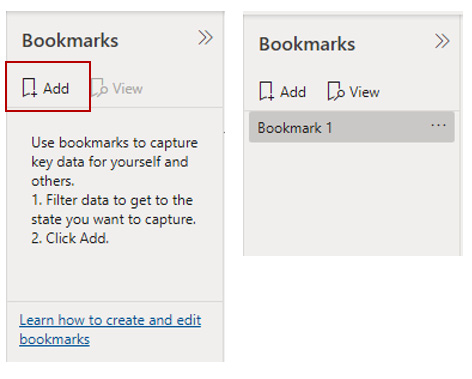 Bookmarks
Add
View
Use bookmarks to capture
key data for yourself and
others.
1. Filter data to get to the
state you want to capture.
2. Click Add.
Learn how to create and edit
bookmarks
Bookmarks
Add
View
Bookmark 1